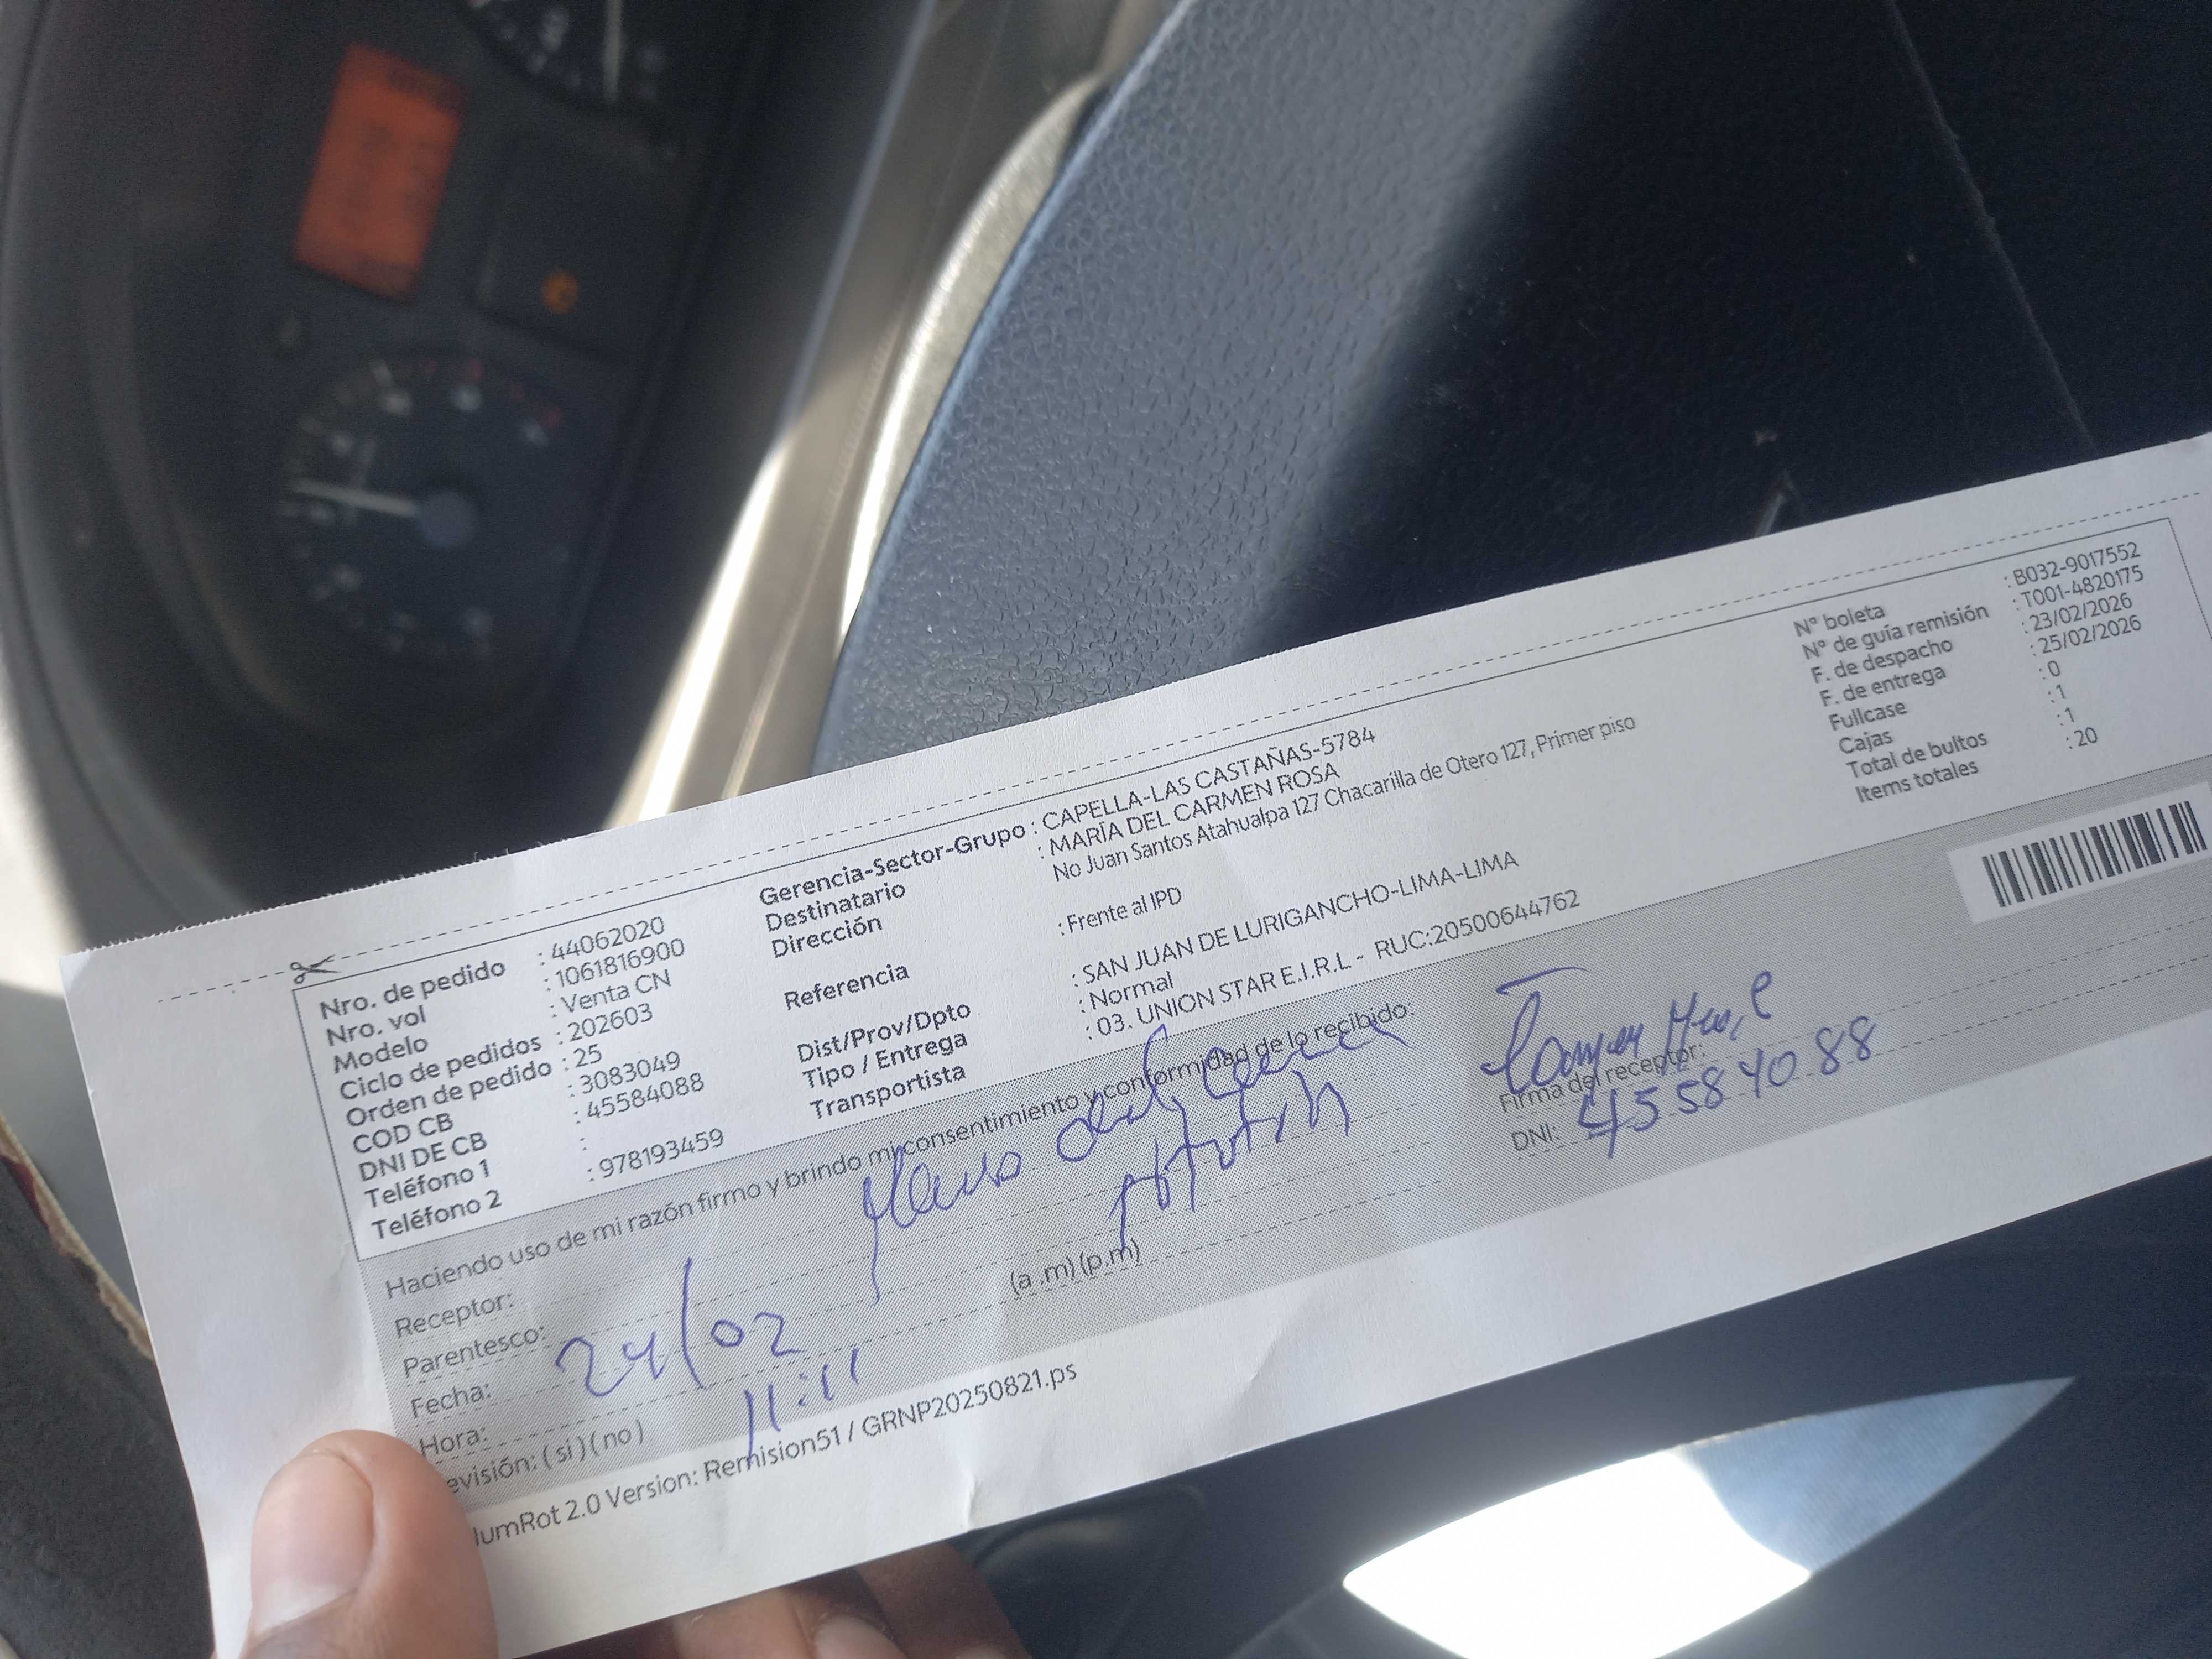 Nro. de pedido : 44062020
Nro. vol : 1061816900
Modelo : Venta CN
Ciclo de pedidos : 202603
Orden de pedido : 25
COD CB : 3083049
DNI DE CB : 45584088
Teléfono 1 :
Teléfono 2 : 978193459
Gerencia-Sector-Grupo : CAPELLA-LAS CASTAÑAS-5784
Destinatario : MARÍA DEL CARMEN ROSA
Dirección No Juan Santos Atahualpa 127 Chacarilla de Otero 127, Primer piso
Referencia : Frente al IPD
Dist/Prov/Dpto : SAN JUAN DE LURIGANCHO-LIMA-LIMA
Tipo / Entrega : Normal
Transportista : 03. UNION STAR E.I.R.L - RUC:20500644762
N° boleta : B032-9017552
N° de guía remisión : T001-4820175
F. de despacho : 23/02/2026
F. de entrega : 25/02/2026
Fullcase : 0
Cajas : 1
Total de bultos : 1
Items totales : 20
Haciendo uso de mi razón firmo y brindo mi consentimiento y conformidad de lo recibido:
Receptor:
Parentesco:
Fecha: 24/02
Hora: 11:11 (a .m) (p.m)
evisión: ( si ) ( no )
Firma del receptor:
DNI: 45584088
lumRot 2.0 Version: Remision51 / GRNP20250821.ps